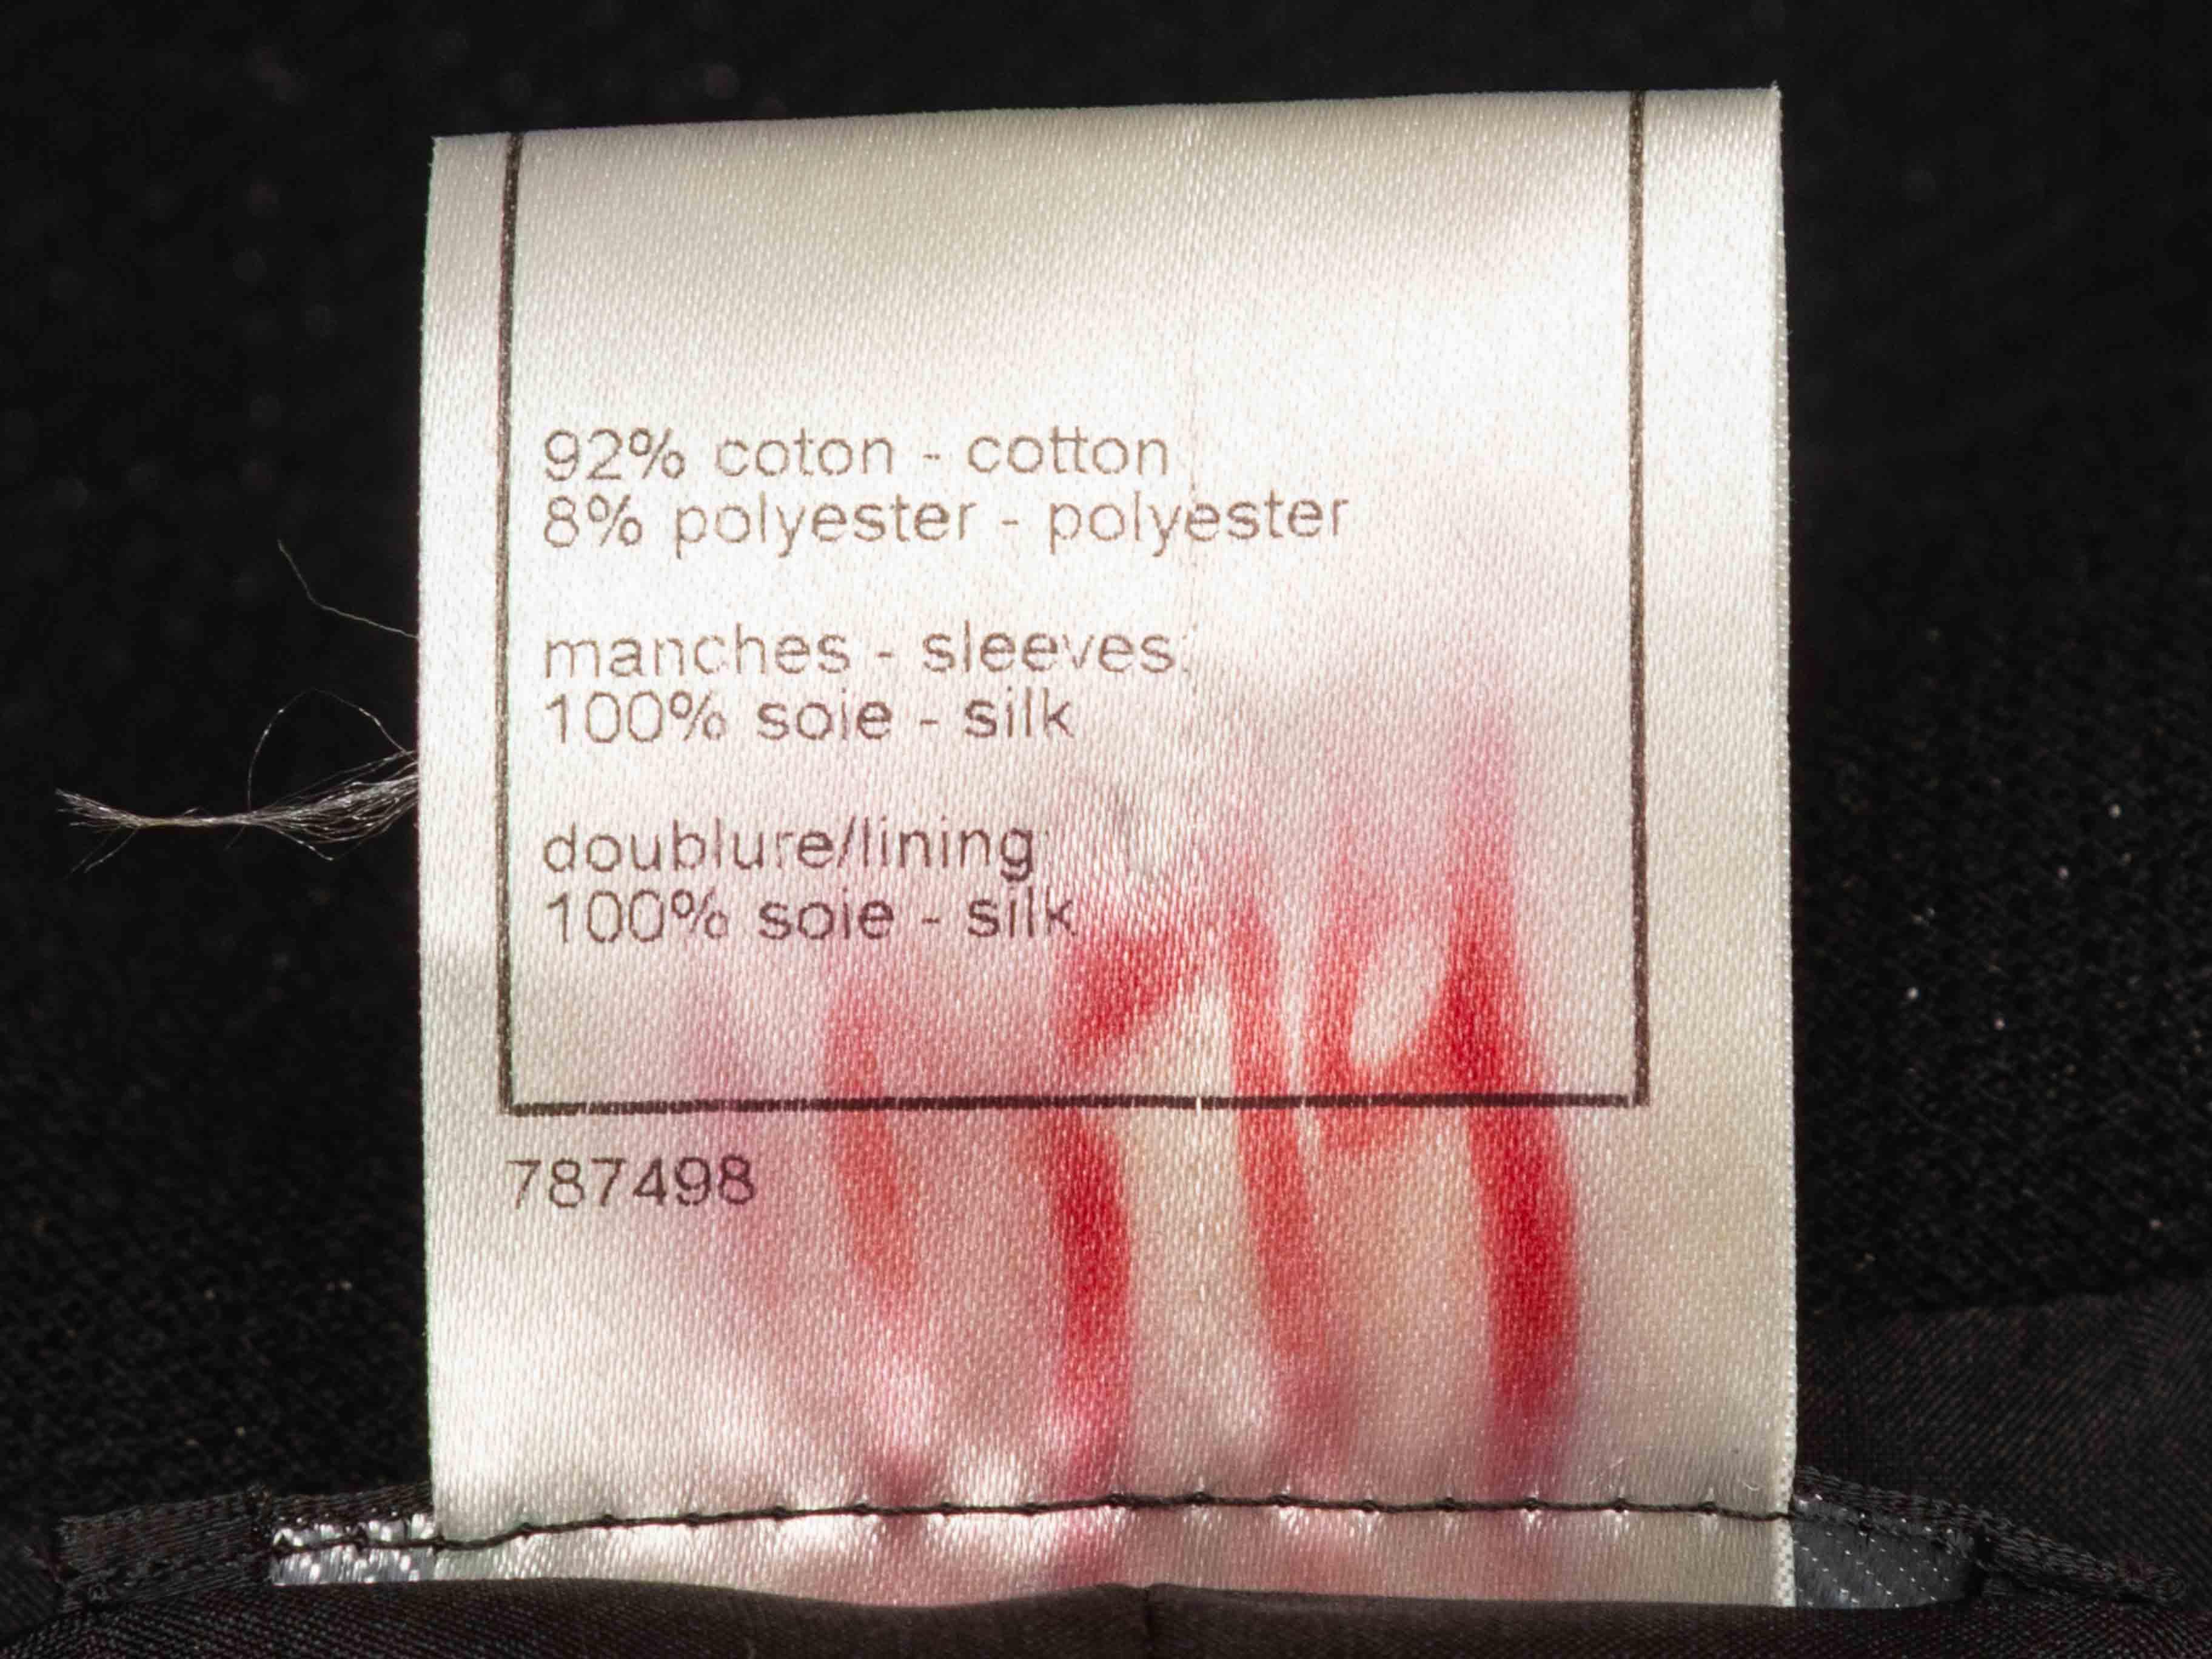 92% coton - cotton
8% polyester - polyester
manches - sleeves:
100% soie - silk
doublure/lining:
100% soie - silk
787498